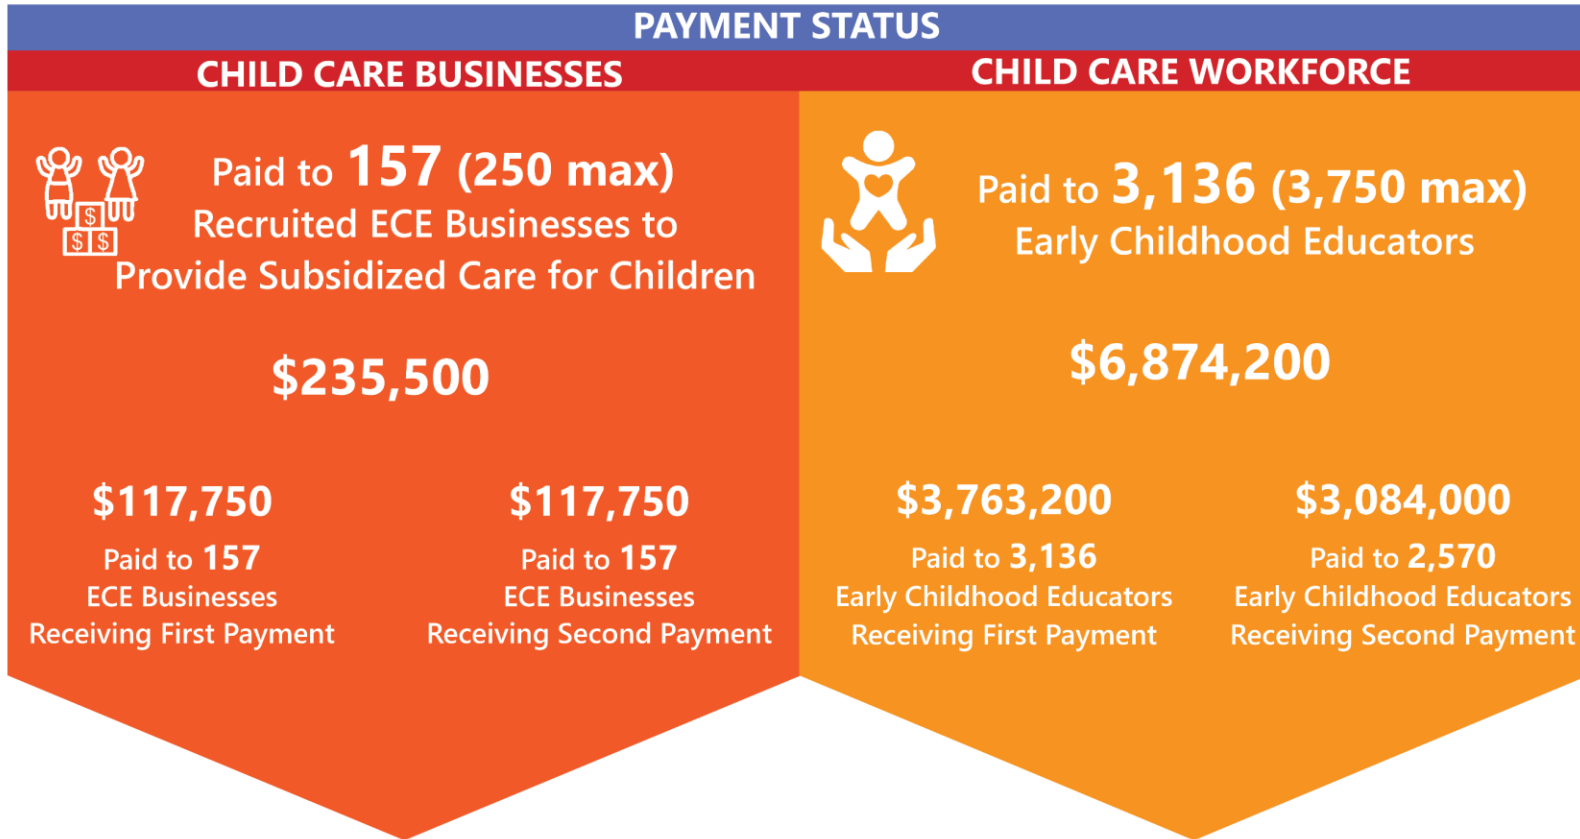 PAYMENT STATUS
CHILD CARE BUSINESSES
Paid to 157 (250 max)
Recruited ECE Businesses to
Provide Subsidized Care for Children
$
$ $
$235,500
$117,750
Paid to 157
ECE Businesses
Receiving First Payment
$117,750
Paid to 157
ECE Businesses
Receiving Second Payment
CHILD CARE WORKFORCE
Paid to 3,136 (3,750 max)
Early Childhood Educators
$6,874,200
$3,763,200
Paid to 3,136
Early Childhood Educators
Receiving First Payment
$3,084,000
Paid to 2,570
Early Childhood Educators
Receiving Second Payment